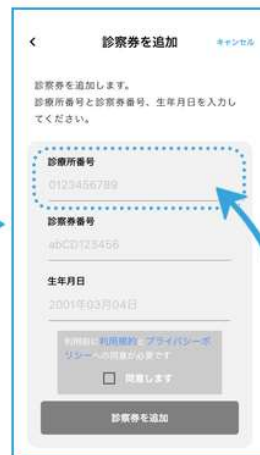 診察券を追加
キャンセル
診察券を追加します。
診療所番号と診察券番号、生年月日を入力し
てください。
診療所番号
0123456789
診察券番号
abCD123456
生年月日
2001年03月04日
利用前に利用規約とプライバシーポ
リシーへの同意が必要です
同意します
診察券を追加